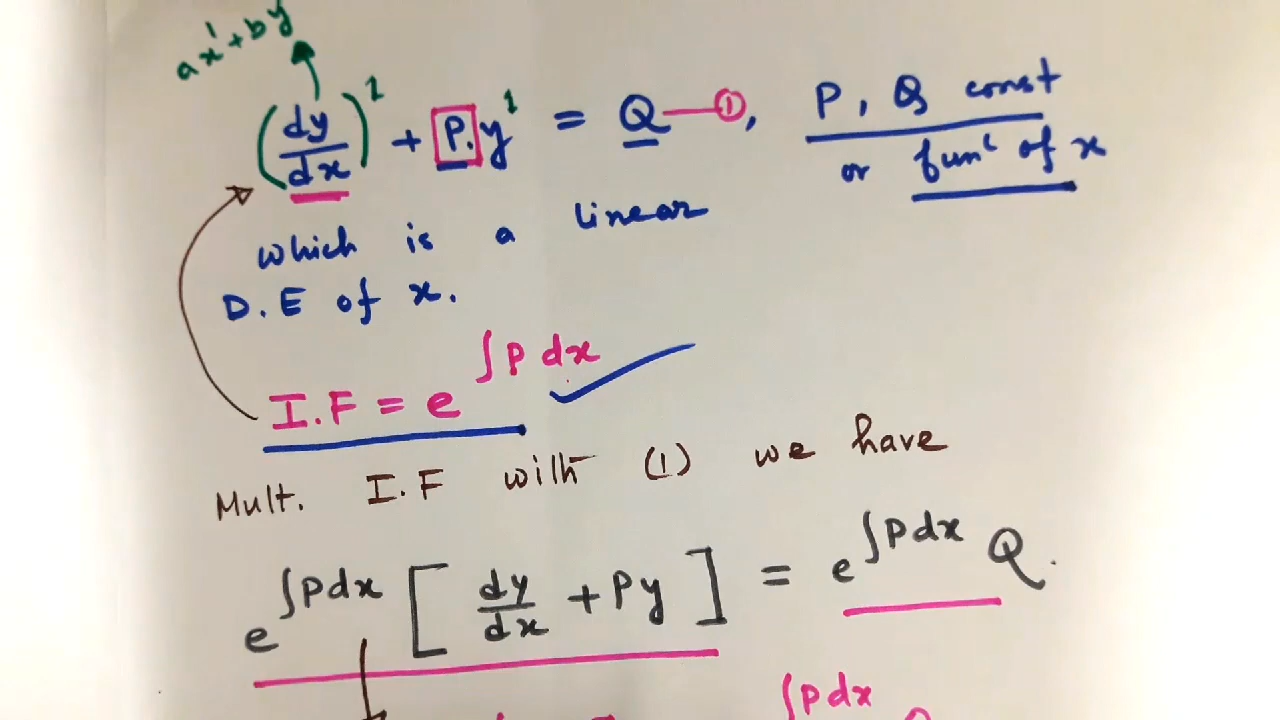 ax¹+by
(dy/dx)¹ + P.y¹ = Q —①, P, Q const
or funᶜ of x
which is a linear
D.E of x.
I.F = e^∫P dx
Mult. I.F with (1) we have
e^∫Pdx [ dy/dx + Py ] = e^∫Pdx Q.
∫Pdx